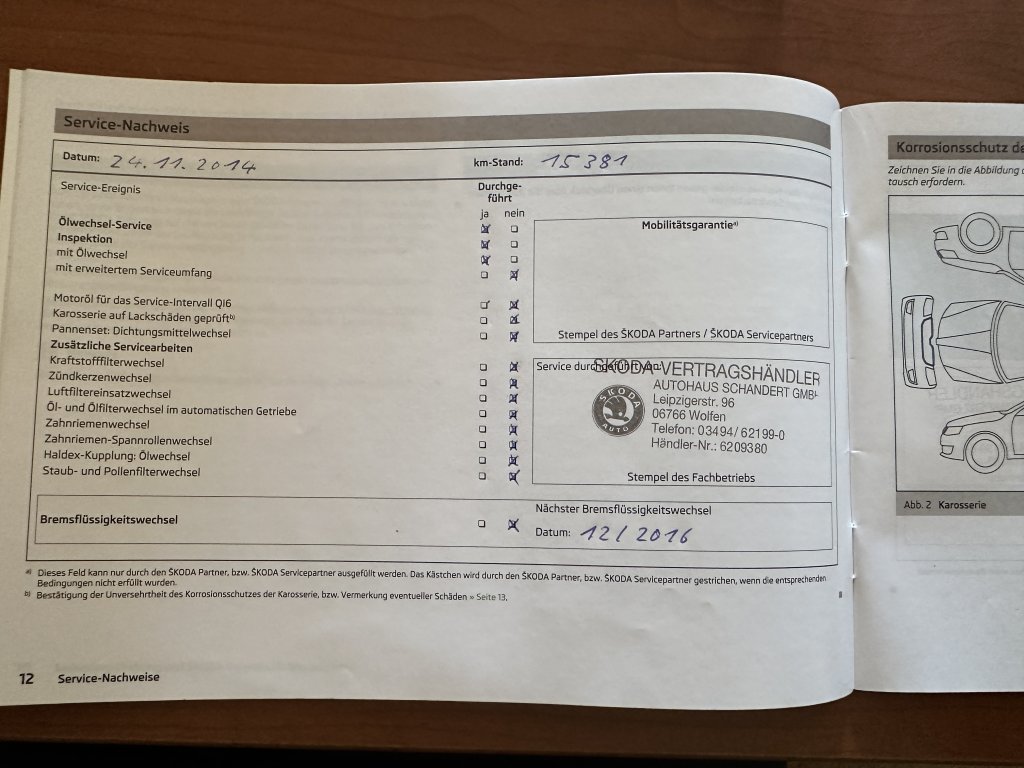 Service-Nachweis
Datum: 24.11.2014
km-Stand: 15381
Service-Ereignis
Durchge-
führt
ja nein
Ölwechsel-Service
Inspektion
mit Ölwechsel
mit erweitertem Serviceumfang
Motoröl für das Service-Intervall QI6
Karosserie auf Lackschäden geprüft b)
Pannenset: Dichtungsmittelwechsel
Zusätzliche Servicearbeiten
Kraftstofffilterwechsel
Zündkerzenwechsel
Luftfiltereinsatzwechsel
Öl- und Ölfilterwechsel im automatischen Getriebe
Zahnriemenwechsel
Zahnriemen-Spannrollenwechsel
Haldex-Kupplung: Ölwechsel
Staub- und Pollenfilterwechsel
Mobilitätsgarantie a)
Stempel des ŠKODA Partners / ŠKODA Servicepartners
Service durchgeführt von:
ŠKODA-VERTRAGSHÄNDLER
AUTOHAUS SCHANDERT GMBH
Leipzigerstr. 96
06766 Wolfen
Telefon: 03494/62199-0
Händler-Nr.: 6209380
SKODA
AUTO
Stempel des Fachbetriebs
Bremsflüssigkeitswechsel
Nächster Bremsflüssigkeitswechsel
Datum: 12/2016
a) Dieses Feld kann nur durch den ŠKODA Partner, bzw. ŠKODA Servicepartner ausgefüllt werden. Das Kästchen wird durch den ŠKODA Partner, bzw. ŠKODA Servicepartner gestrichen, wenn die entsprechenden
Bedingungen nicht erfüllt wurden.
b) Bestätigung der Unversehrtheit des Korrosionsschutzes der Karosserie, bzw. Vermerkung eventueller Schäden » Seite 13.
12 Service-Nachweise
Korrosionsschutz de
Zeichnen Sie in die Abbildung
tausch erfordern.
Abb. 2 Karosserie